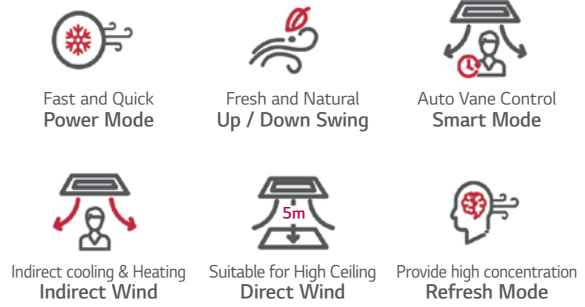 Fast and Quick
Power Mode
Fresh and Natural
Up / Down Swing
Auto Vane Control
Smart Mode
Indirect cooling & Heating
Indirect Wind
5m
Suitable for High Ceiling
Direct Wind
Provide high concentration
Refresh Mode